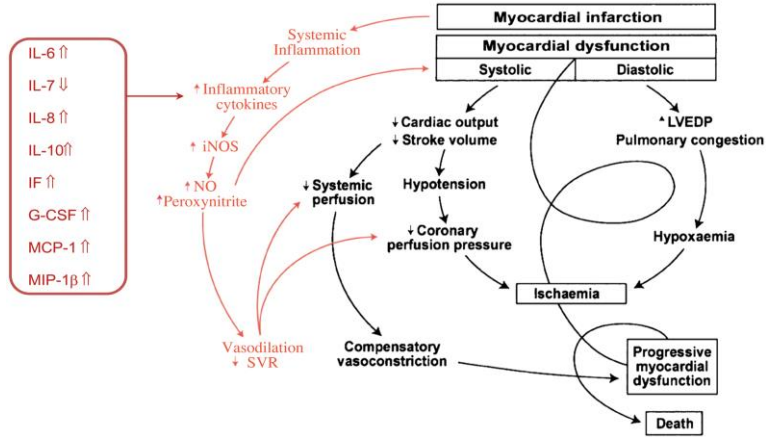 IL-6⇑
IL-7⇓
IL-8⇑
IL-10⇑
IF⇑
G-CSF⇑
MCP-1⇑
MIP-1β⇑
Systemic
Inflammation
↑Inflammatory
cytokines
↑ iNOS
↑NO
↑Peroxynitrite
Vasodilation
↓ SVR
Myocardial infarction
Myocardial dysfunction
Systolic
Diastolic
↓Cardiac output
↓Stroke volume
▲LVEDP
Pulmonary congestion
↓Systemic
perfusion
Hypotension
↓Coronary
perfusion pressure
Hypoxaemia
Ischaemia
Compensatory
vasoconstriction
Progressive
myocardial
dysfunction
Death